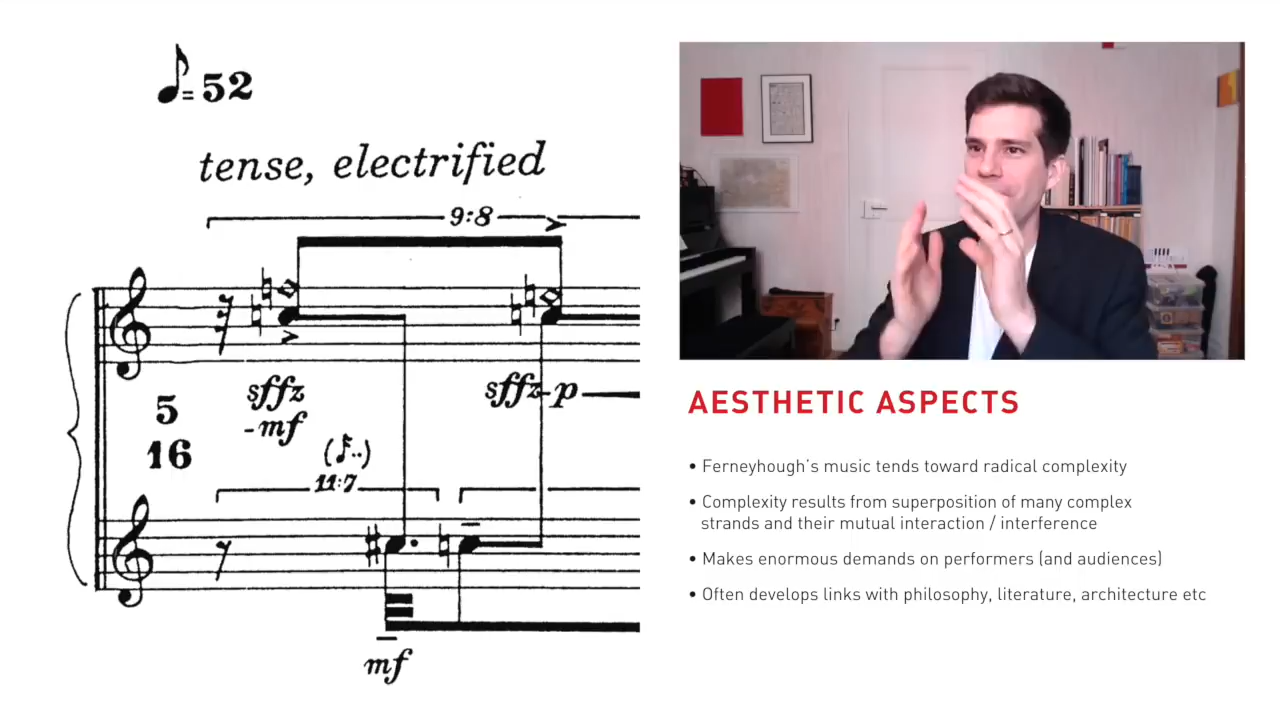 ♪= 52
tense, electrified
9:8
sffz
-mf
sffz-p
5
16
(♪..)
11:7
mf
AESTHETIC ASPECTS
• Ferneyhough's music tends toward radical complexity
• Complexity results from superposition of many complex
strands and their mutual interaction / interference
• Makes enormous demands on performers (and audiences)
• Often develops links with philosophy, literature, architecture etc